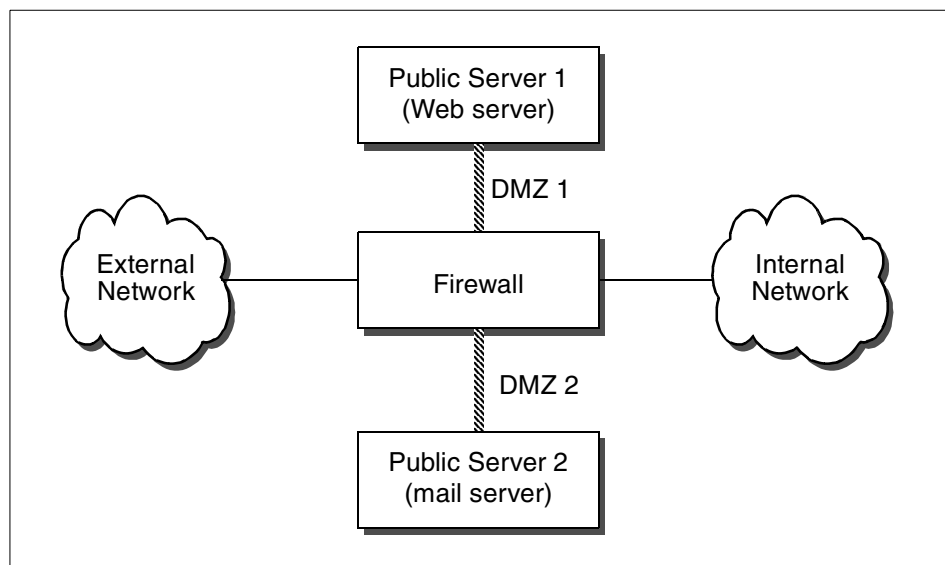 Public Server 1
(Web server)
DMZ 1
External
Network
Firewall
Internal
Network
DMZ 2
Public Server 2
(mail server)